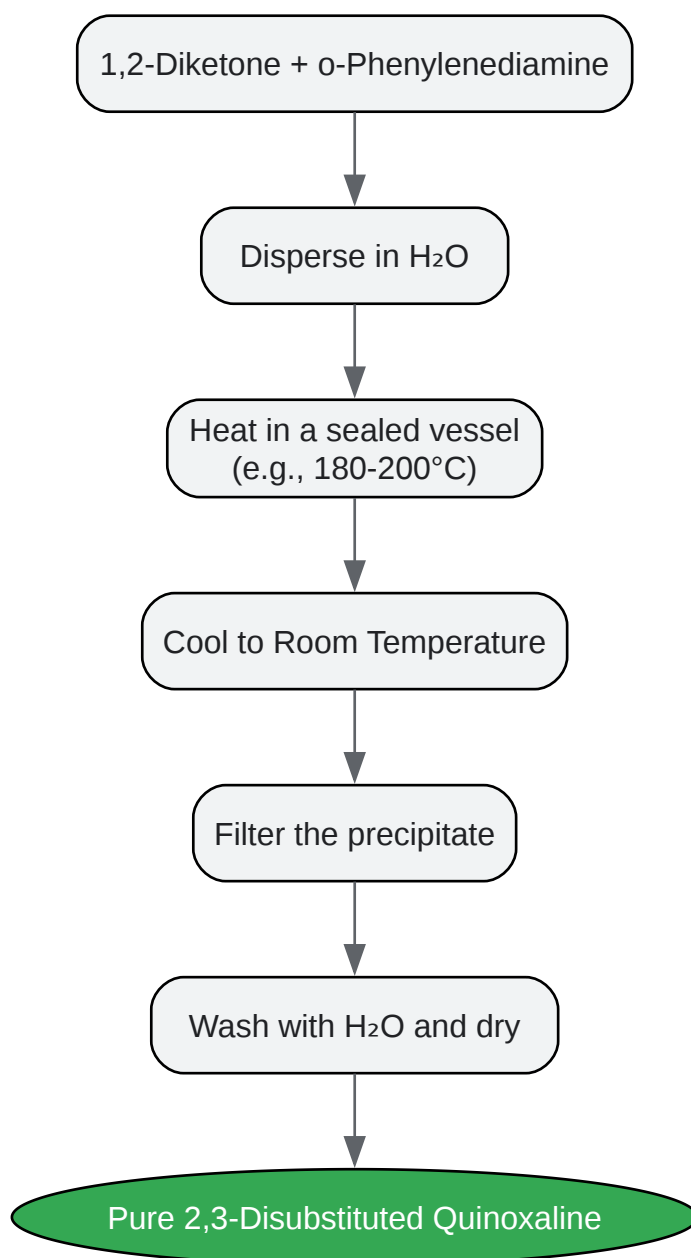 1,2-Diketone + o-Phenylenediamine
Disperse in H₂O
Heat in a sealed vessel
(e.g., 180-200°C)
Cool to Room Temperature
Filter the precipitate
Wash with H₂O and dry
Pure 2,3-Disubstituted Quinoxaline